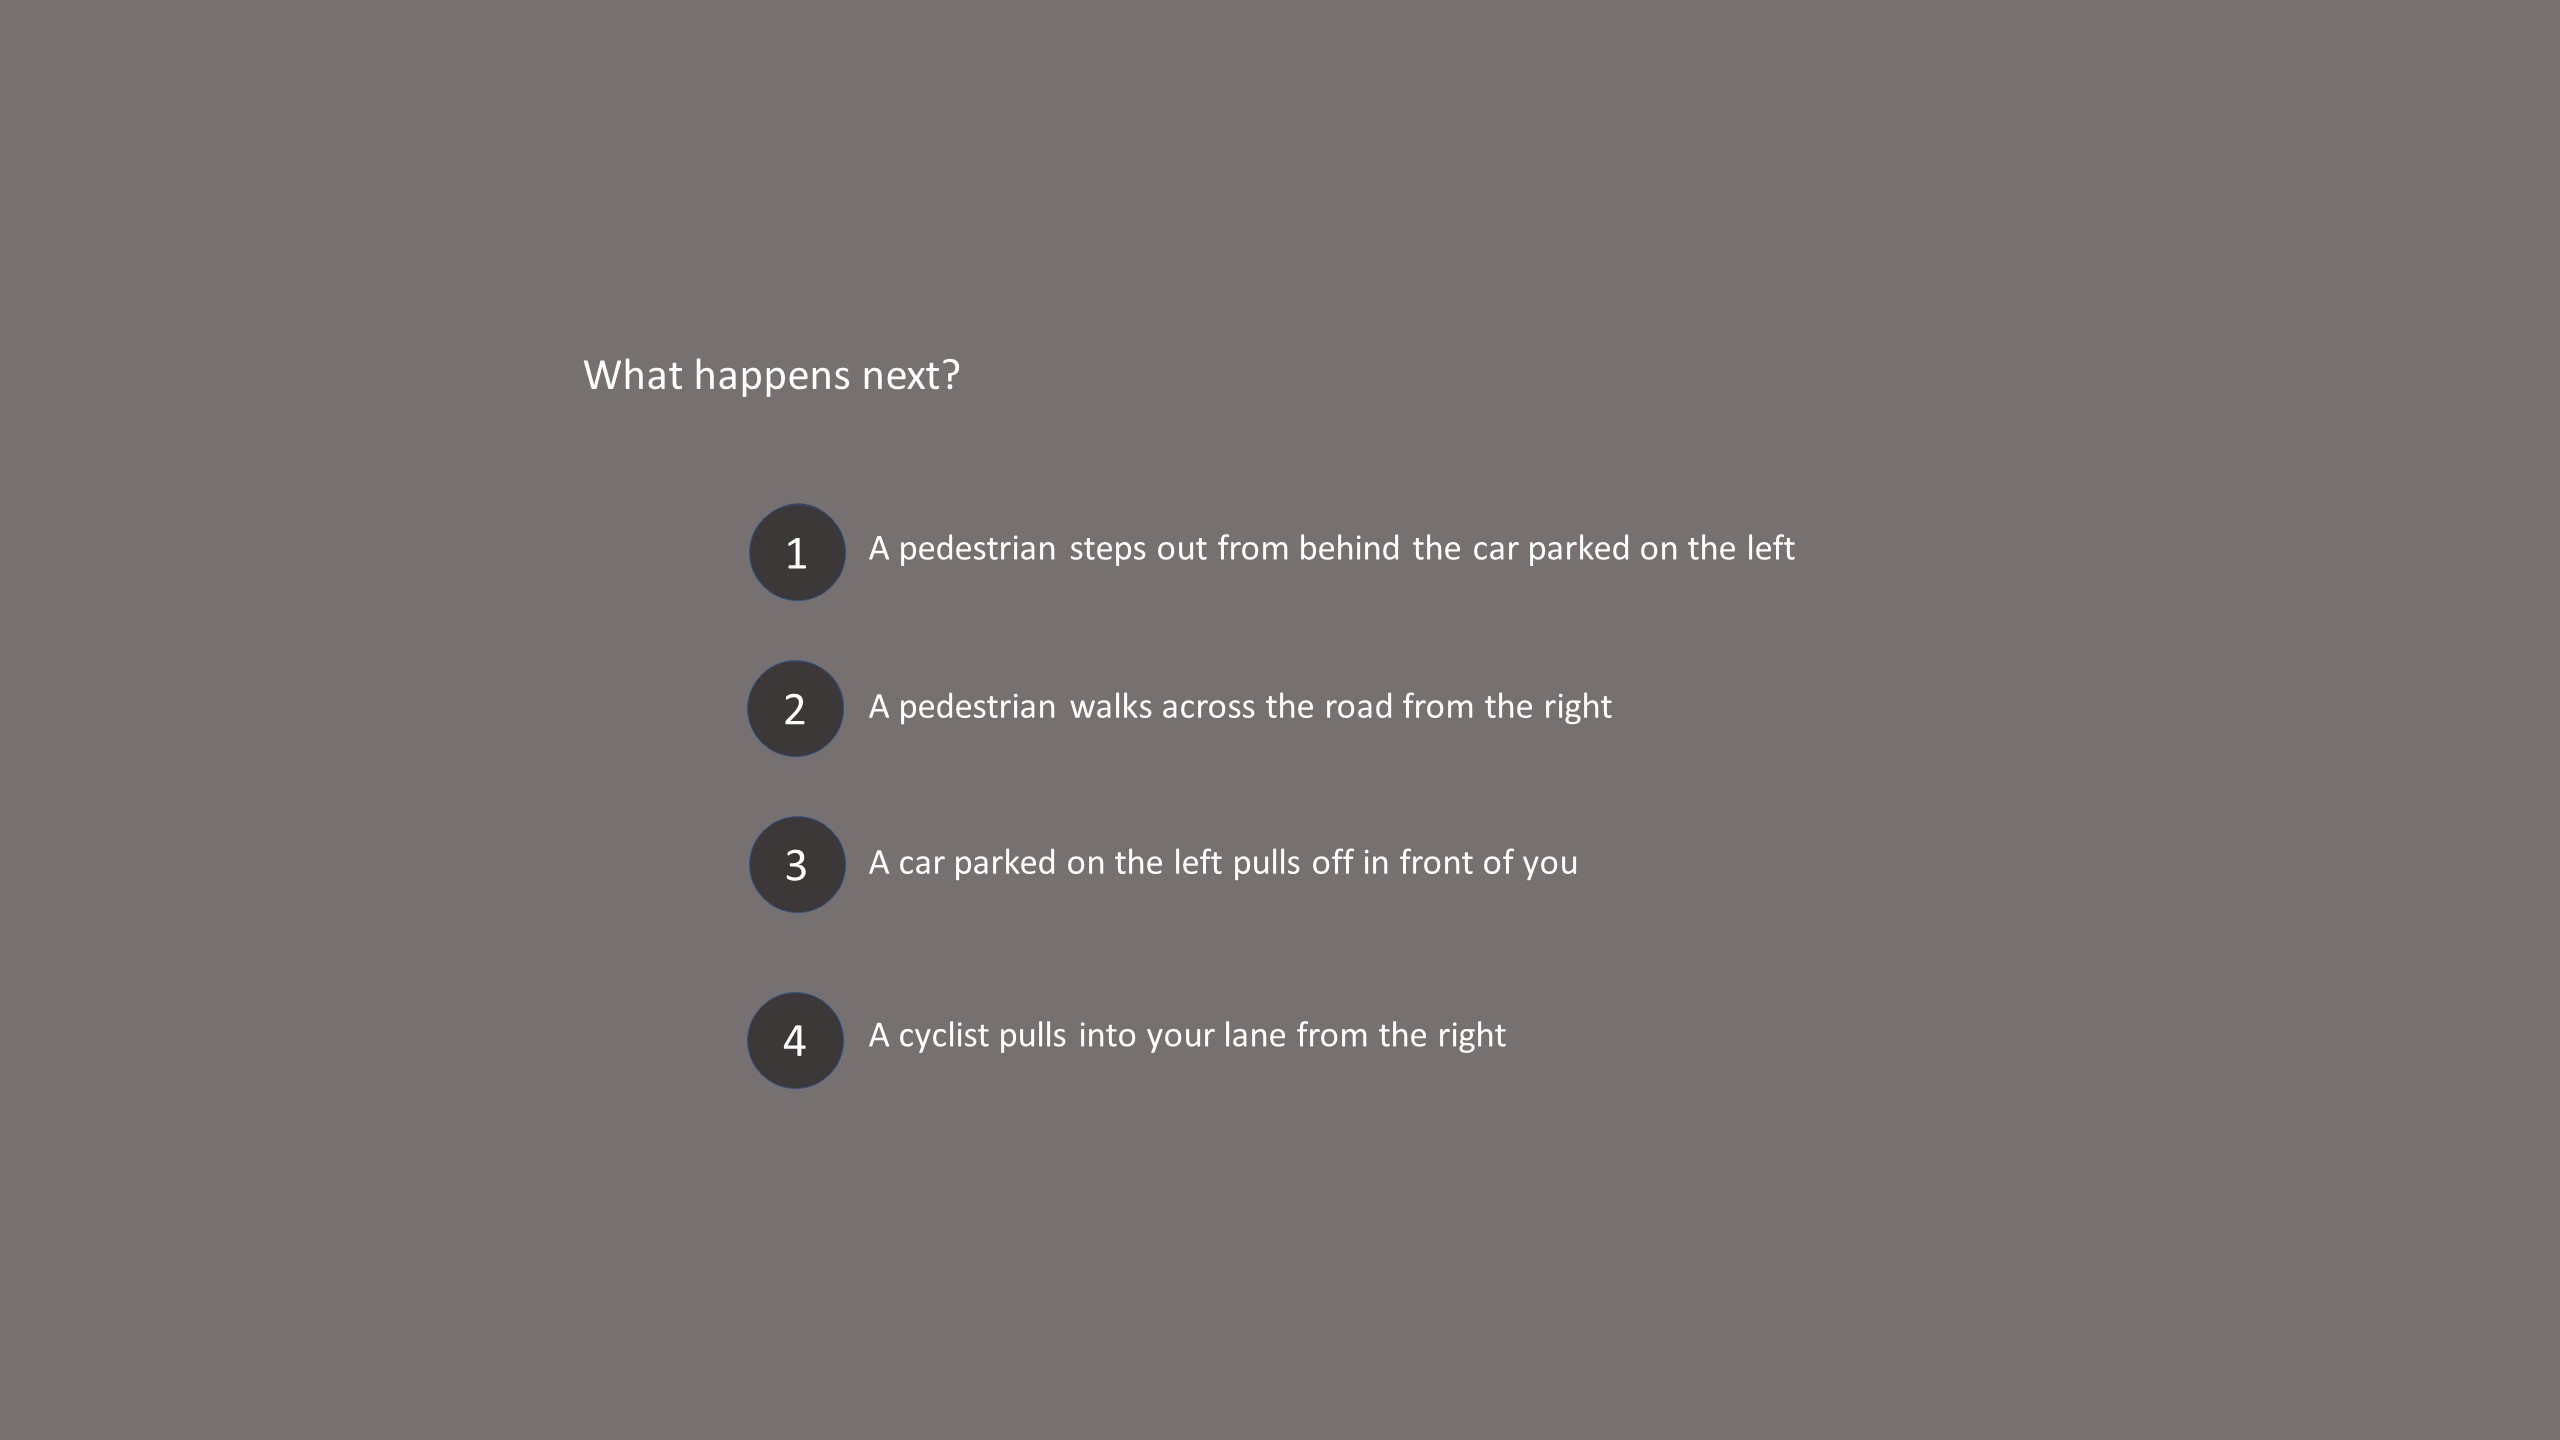 What happens next?
1 A pedestrian steps out from behind the car parked on the left
2 A pedestrian walks across the road from the right
3 A car parked on the left pulls off in front of you
4 A cyclist pulls into your lane from the right